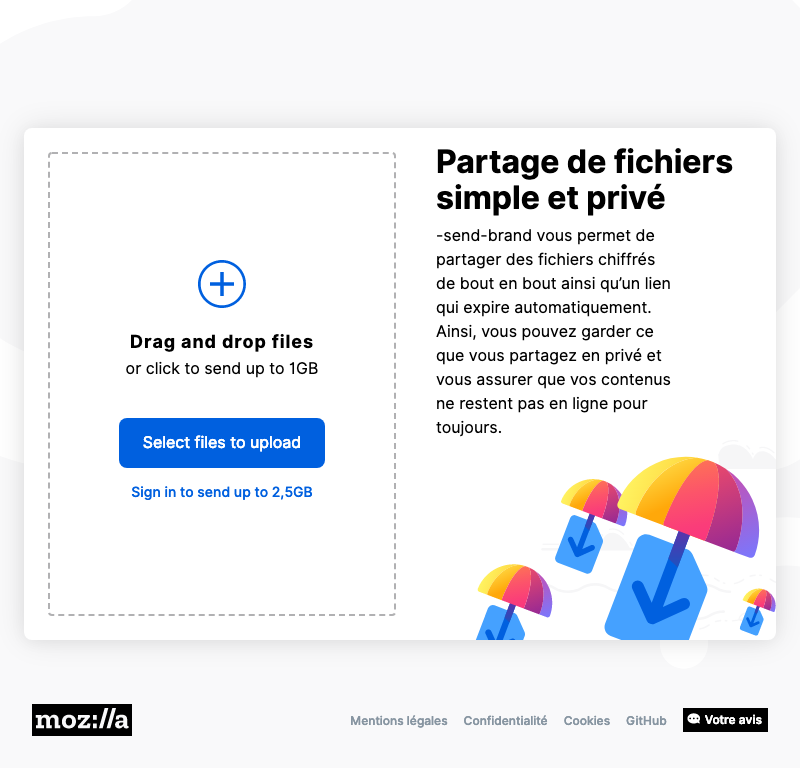 Drag and drop files
or click to send up to 1GB
Select files to upload
Sign in to send up to 2,5GB
Partage de fichiers
simple et privé
-send-brand vous permet de
partager des fichiers chiffrés
de bout en bout ainsi qu’un lien
qui expire automatiquement.
Ainsi, vous pouvez garder ce
que vous partagez en privé et
vous assurer que vos contenus
ne restent pas en ligne pour
toujours.
moz://a
Mentions légales Confidentialité Cookies GitHub Votre avis